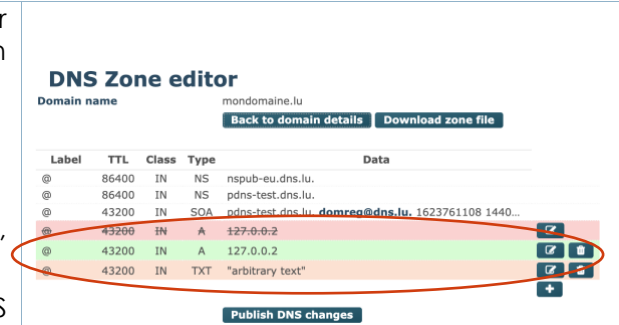 r
n
DNS Zone editor
Domain name mondomaine.lu
Back to domain details Download zone file
Label TTL Class Type Data
@ 86400 IN NS nspub-eu.dns.lu.
@ 86400 IN NS pdns-test.dns.lu.
@ 43200 IN SOA pdns-test.dns.lu. domreg@dns.lu. 1623761108 1440...
@ 43200 IN A 127.0.0.2
@ 43200 IN A 127.0.0.2
,
@ 43200 IN TXT "arbitrary text"
S
Publish DNS changes